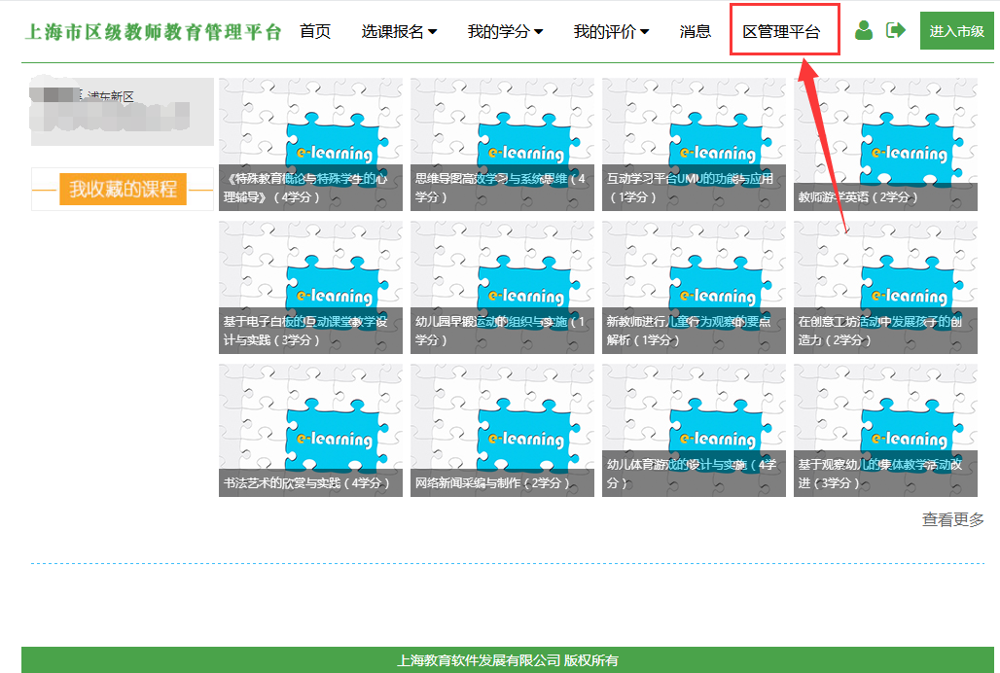 上海市区级教师教育管理平台
首页
选课报名
我的学分
我的评价
消息
区管理平台
进入市级
浦东新区
我收藏的课程
e-learning
《特殊教育概论与特殊学生的心
理辅导》（4学分）
e-learning
思维导图高效学习与系统思维（4
学分）
e-learning
互动学习平台UMU的功能与应用
（1学分）
e-learning
教师游学英语（2学分）
e-learning
基于电子白板的互动课堂教学设
计与实践（3学分）
e-learning
幼儿园早锻运动的组织与实施（1
学分）
e-learning
新教师进行儿童行为观察的要点
解析（1学分）
e-learning
在创意工坊活动中发展孩子的创
造力（2学分）
e-learning
书法艺术的欣赏与实践（4学分）
e-learning
网络新闻采编与制作（2学分）
e-learning
幼儿体育游戏的设计与实施（4学
分）
e-learning
基于观察幼儿的集体教学活动改
进（3学分）
查看更多
上海教育软件发展有限公司 版权所有